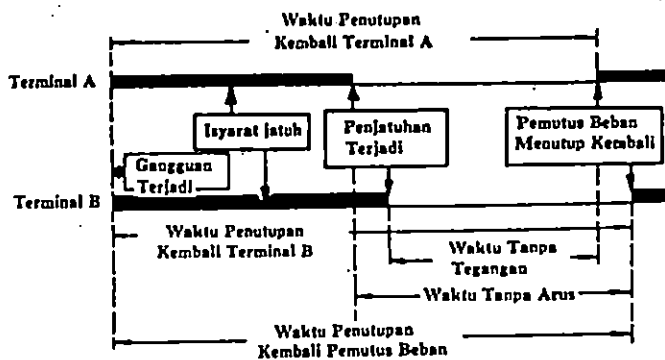 Waktu Penutupan
Kembali Terminal A
Terminal A
Isyarat jatuh
Penjatuhan
Terjadi
Pemutus Beban
Menutup Kembali
Gangguan
Terjadi
Terminal B
Waktu Penutupan
Kembali Terminal B
Waktu Tanpa
Tegangan
Waktu Tanpa Arus
Waktu Penutupan
Kembali Pemutus Beban